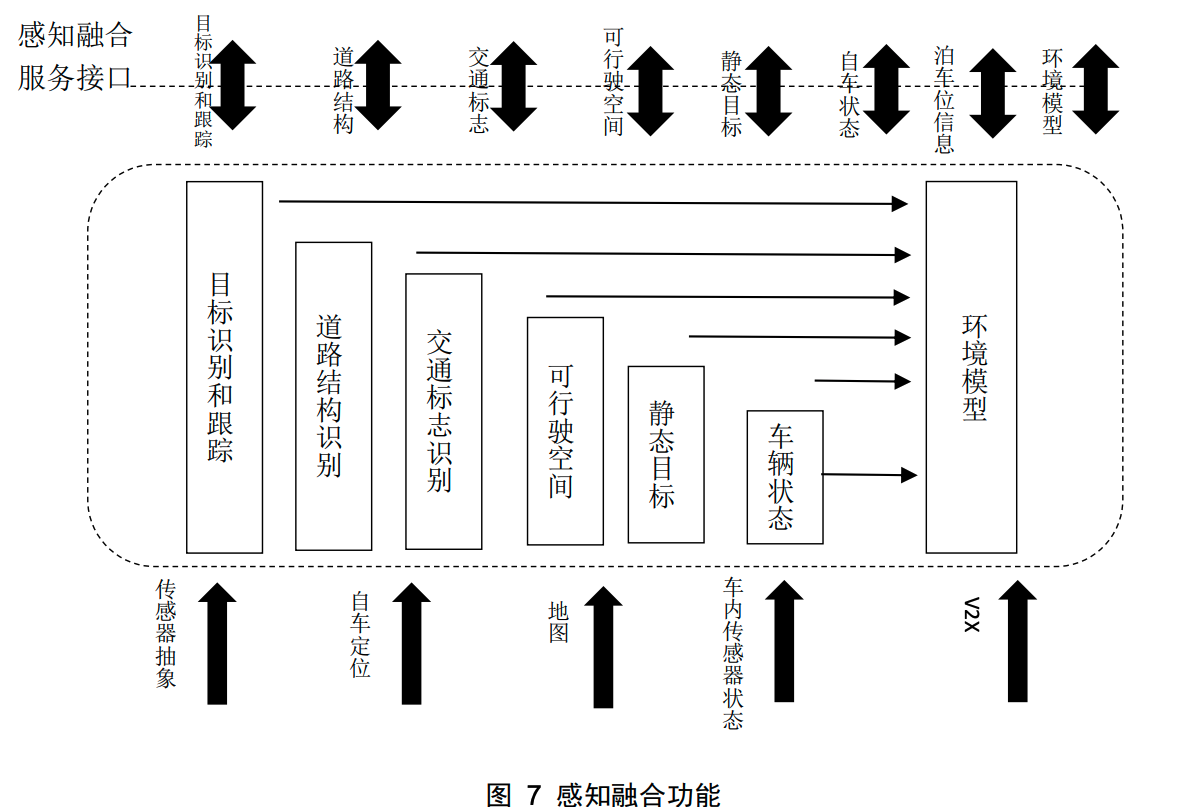 感知融合
服务接口
目标识别和跟踪
道路结构
交通标志
可行驶空间
静态目标
自车状态
泊车位信息
环境模型
目标识别和跟踪
道路结构识别
交通标志识别
可行驶空间
静态目标
车辆状态
环境模型
传感器抽象
自车定位
地图
车内传感器状态
V2X
图 7 感知融合功能